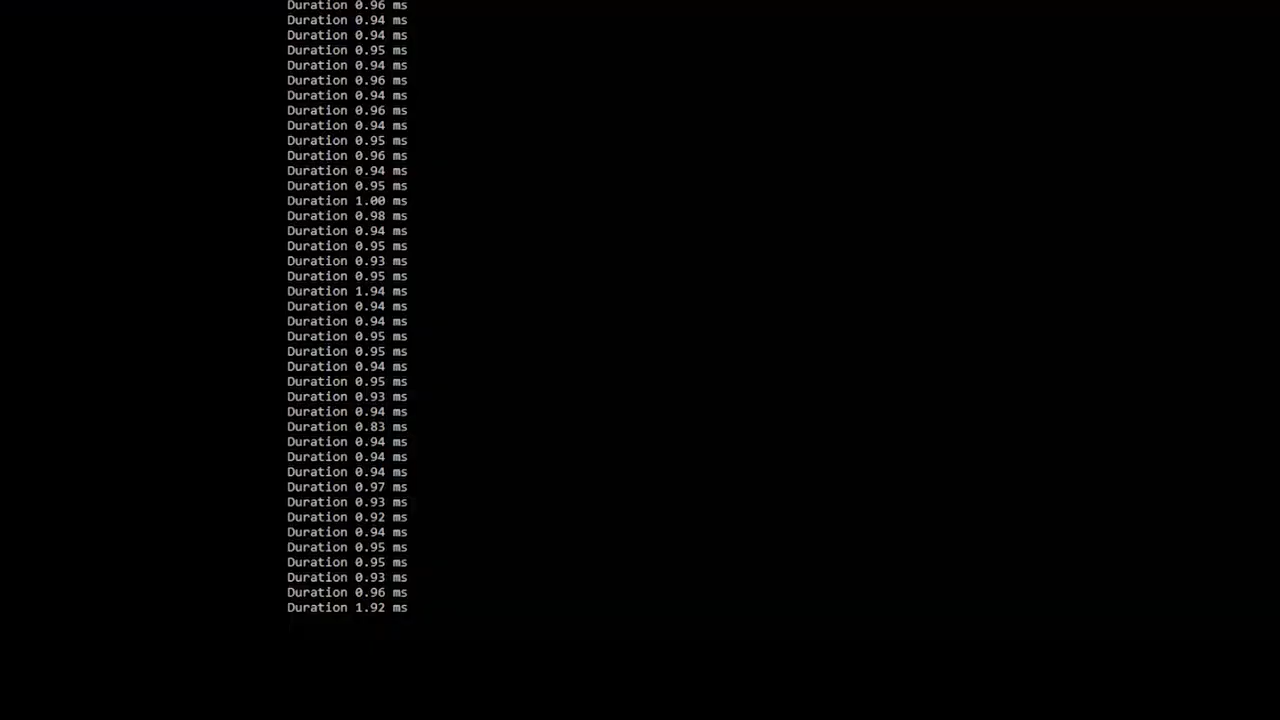 Duration 0.96 ms
Duration 0.94 ms
Duration 0.94 ms
Duration 0.95 ms
Duration 0.94 ms
Duration 0.96 ms
Duration 0.94 ms
Duration 0.96 ms
Duration 0.94 ms
Duration 0.95 ms
Duration 0.96 ms
Duration 0.94 ms
Duration 0.95 ms
Duration 1.00 ms
Duration 0.98 ms
Duration 0.94 ms
Duration 0.95 ms
Duration 0.93 ms
Duration 0.95 ms
Duration 1.94 ms
Duration 0.94 ms
Duration 0.94 ms
Duration 0.95 ms
Duration 0.95 ms
Duration 0.94 ms
Duration 0.95 ms
Duration 0.93 ms
Duration 0.94 ms
Duration 0.83 ms
Duration 0.94 ms
Duration 0.94 ms
Duration 0.94 ms
Duration 0.97 ms
Duration 0.93 ms
Duration 0.92 ms
Duration 0.94 ms
Duration 0.95 ms
Duration 0.95 ms
Duration 0.93 ms
Duration 0.96 ms
Duration 1.92 ms